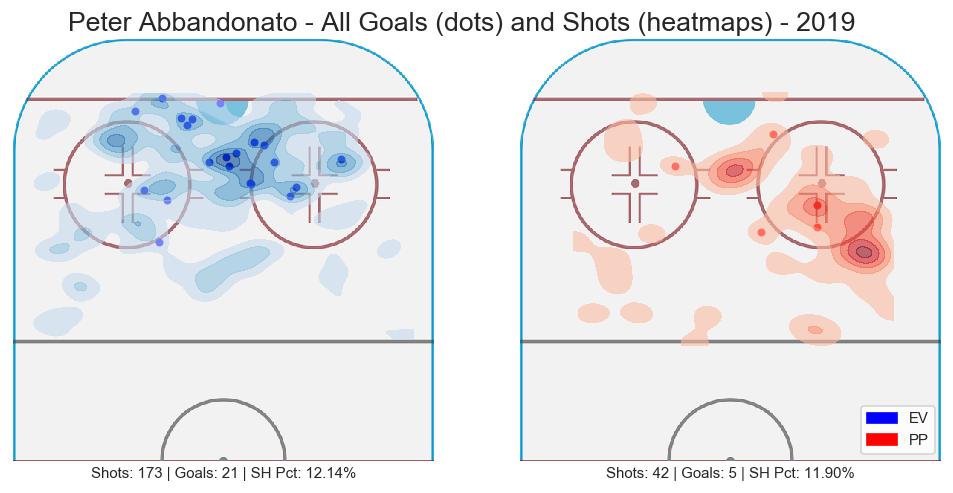 Peter Abbandonato - All Goals (dots) and Shots (heatmaps) - 2019
EV
PP
Shots: 173 | Goals: 21 | SH Pct: 12.14%
Shots: 42 | Goals: 5 | SH Pct: 11.90%